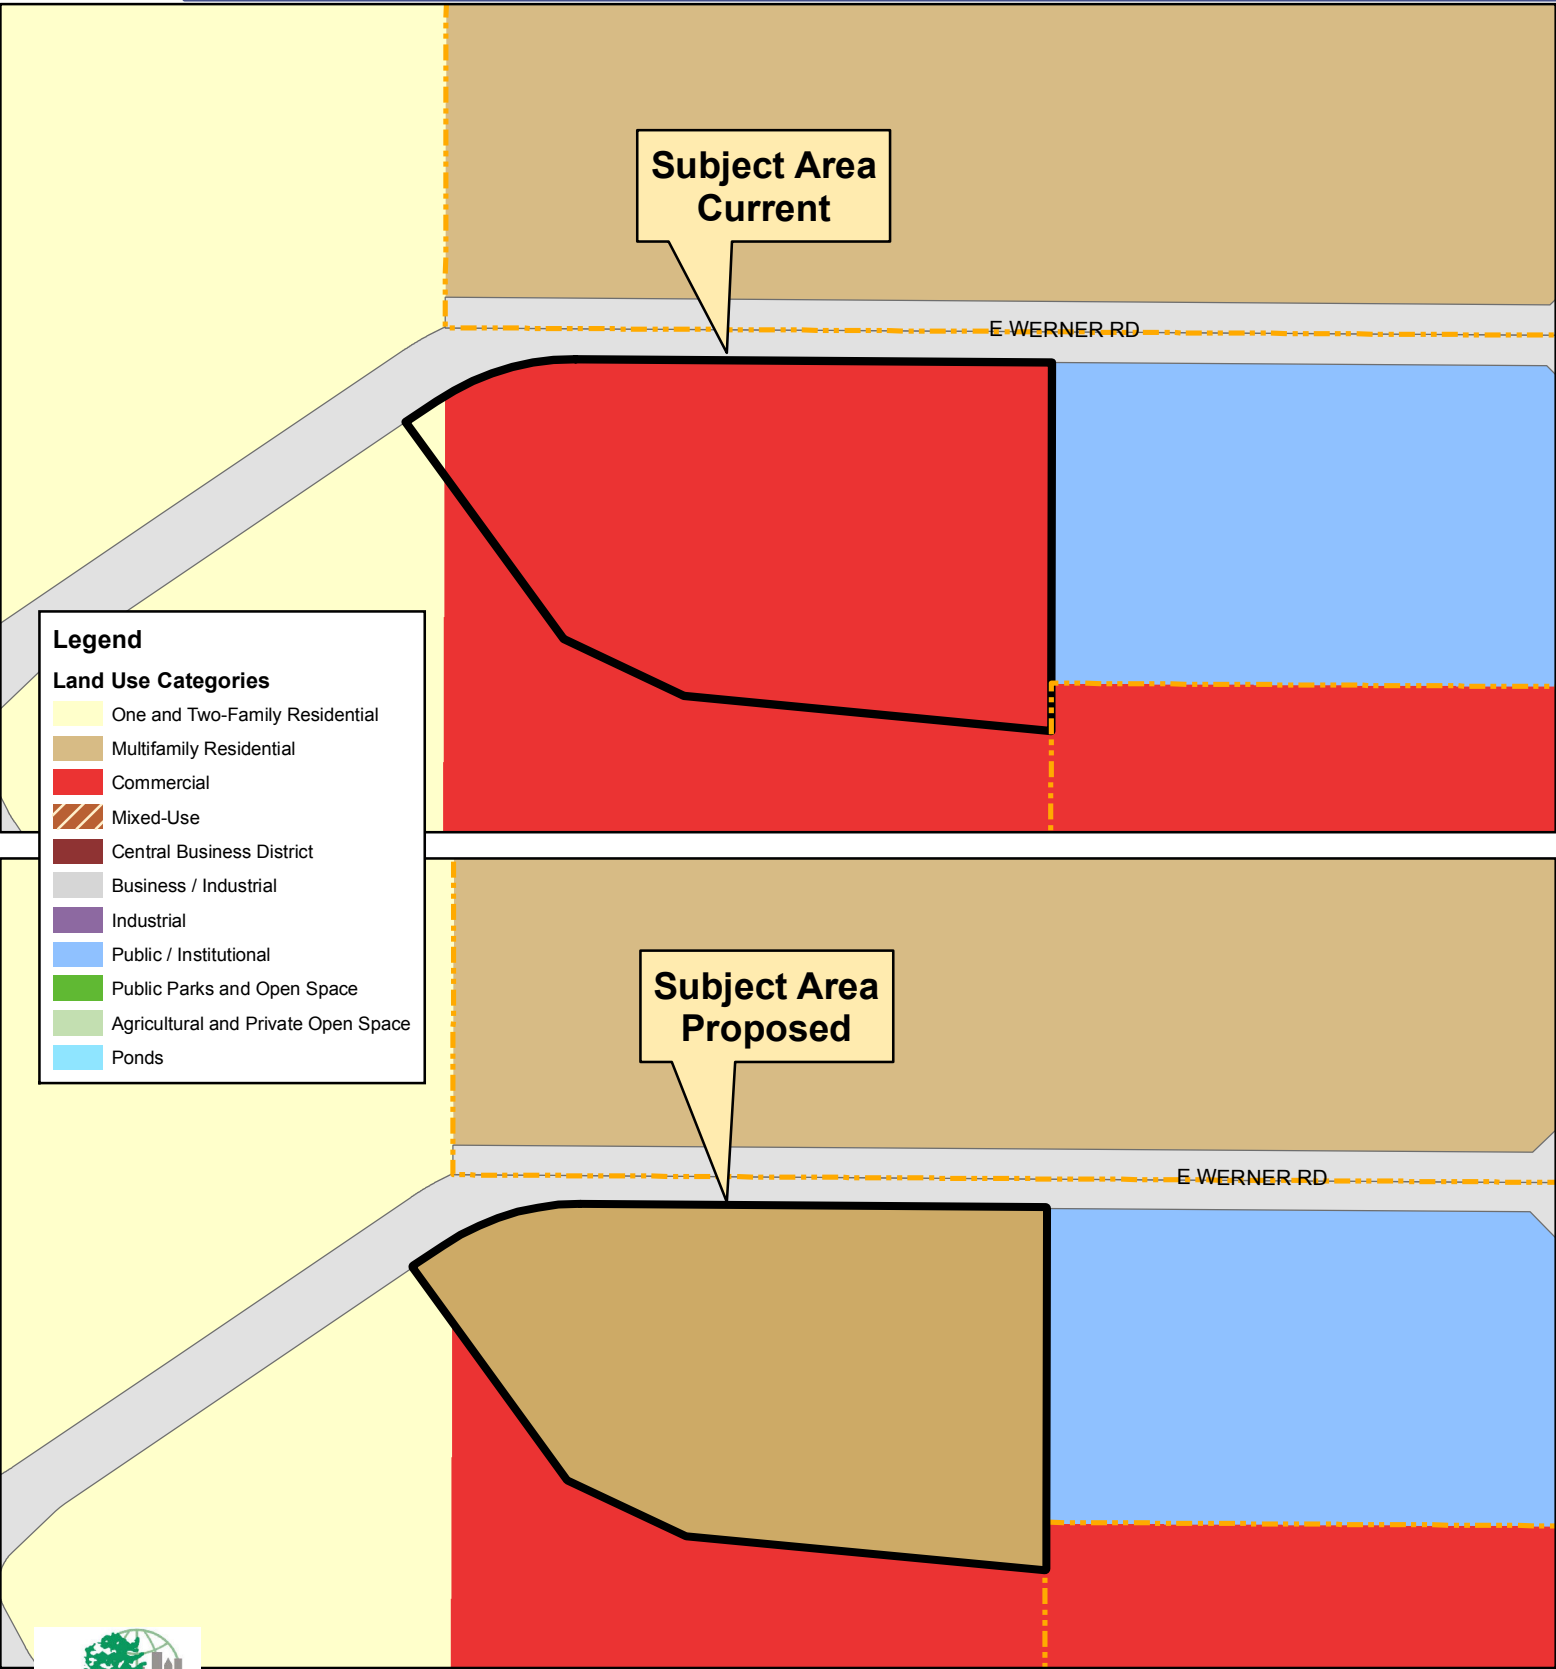 Subject Area
Current
E WERNER RD
Legend
Land Use Categories
One and Two-Family Residential
Multifamily Residential
Commercial
Mixed-Use
Central Business District
Business / Industrial
Industrial
Public / Institutional
Public Parks and Open Space
Agricultural and Private Open Space
Ponds
Subject Area
Proposed
E WERNER RD